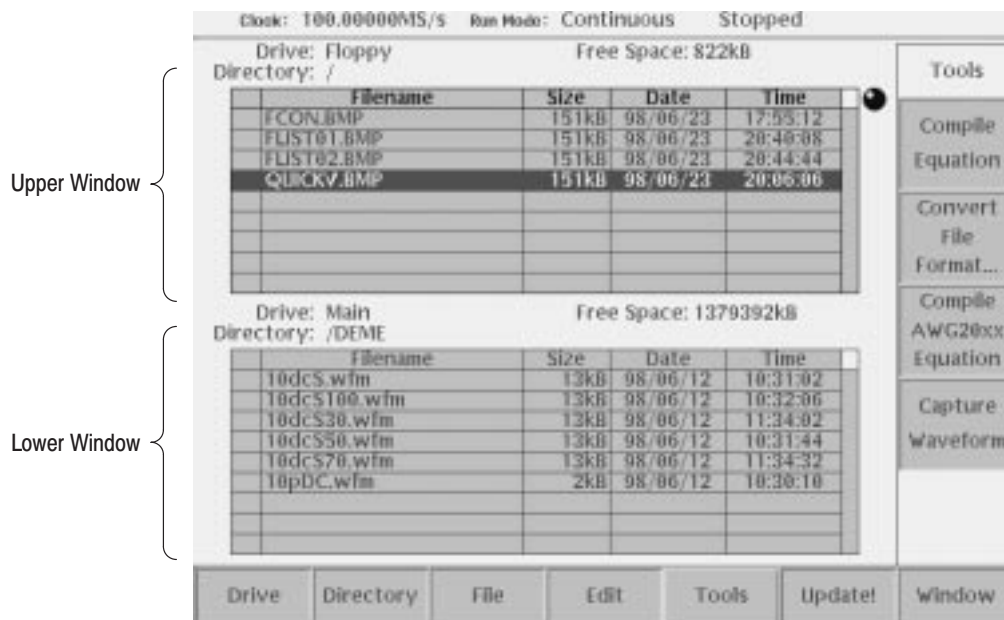 Clock: 100.00000MS/s Run Mode: Continuous Stopped
Drive: Floppy Free Space: 822kB
Directory: /
Filename Size Date Time
FCON.BMP 151kB 98/06/23 17:55:12
FLIST01.BMP 151kB 98/06/23 20:40:08
FLIST02.BMP 151kB 98/06/23 20:44:44
QUICKV.BMP 151kB 98/06/23 20:06:06
Upper Window
Drive: Main Free Space: 1379392kB
Directory: /DEME
Filename Size Date Time
10dcS.wfm 13kB 98/06/12 10:31:02
10dcS100.wfm 13kB 98/06/12 10:32:06
10dcS30.wfm 13kB 98/06/12 11:34:02
10dcS50.wfm 13kB 98/06/12 10:31:44
10dcS70.wfm 13kB 98/06/12 11:34:32
10pDC.wfm 2kB 98/06/12 10:30:10
Lower Window
Tools
Compile
Equation
Convert
File
Format...
Compile
AWG20xx
Equation
Capture
Waveform
Drive Directory File Edit Tools Update! Window